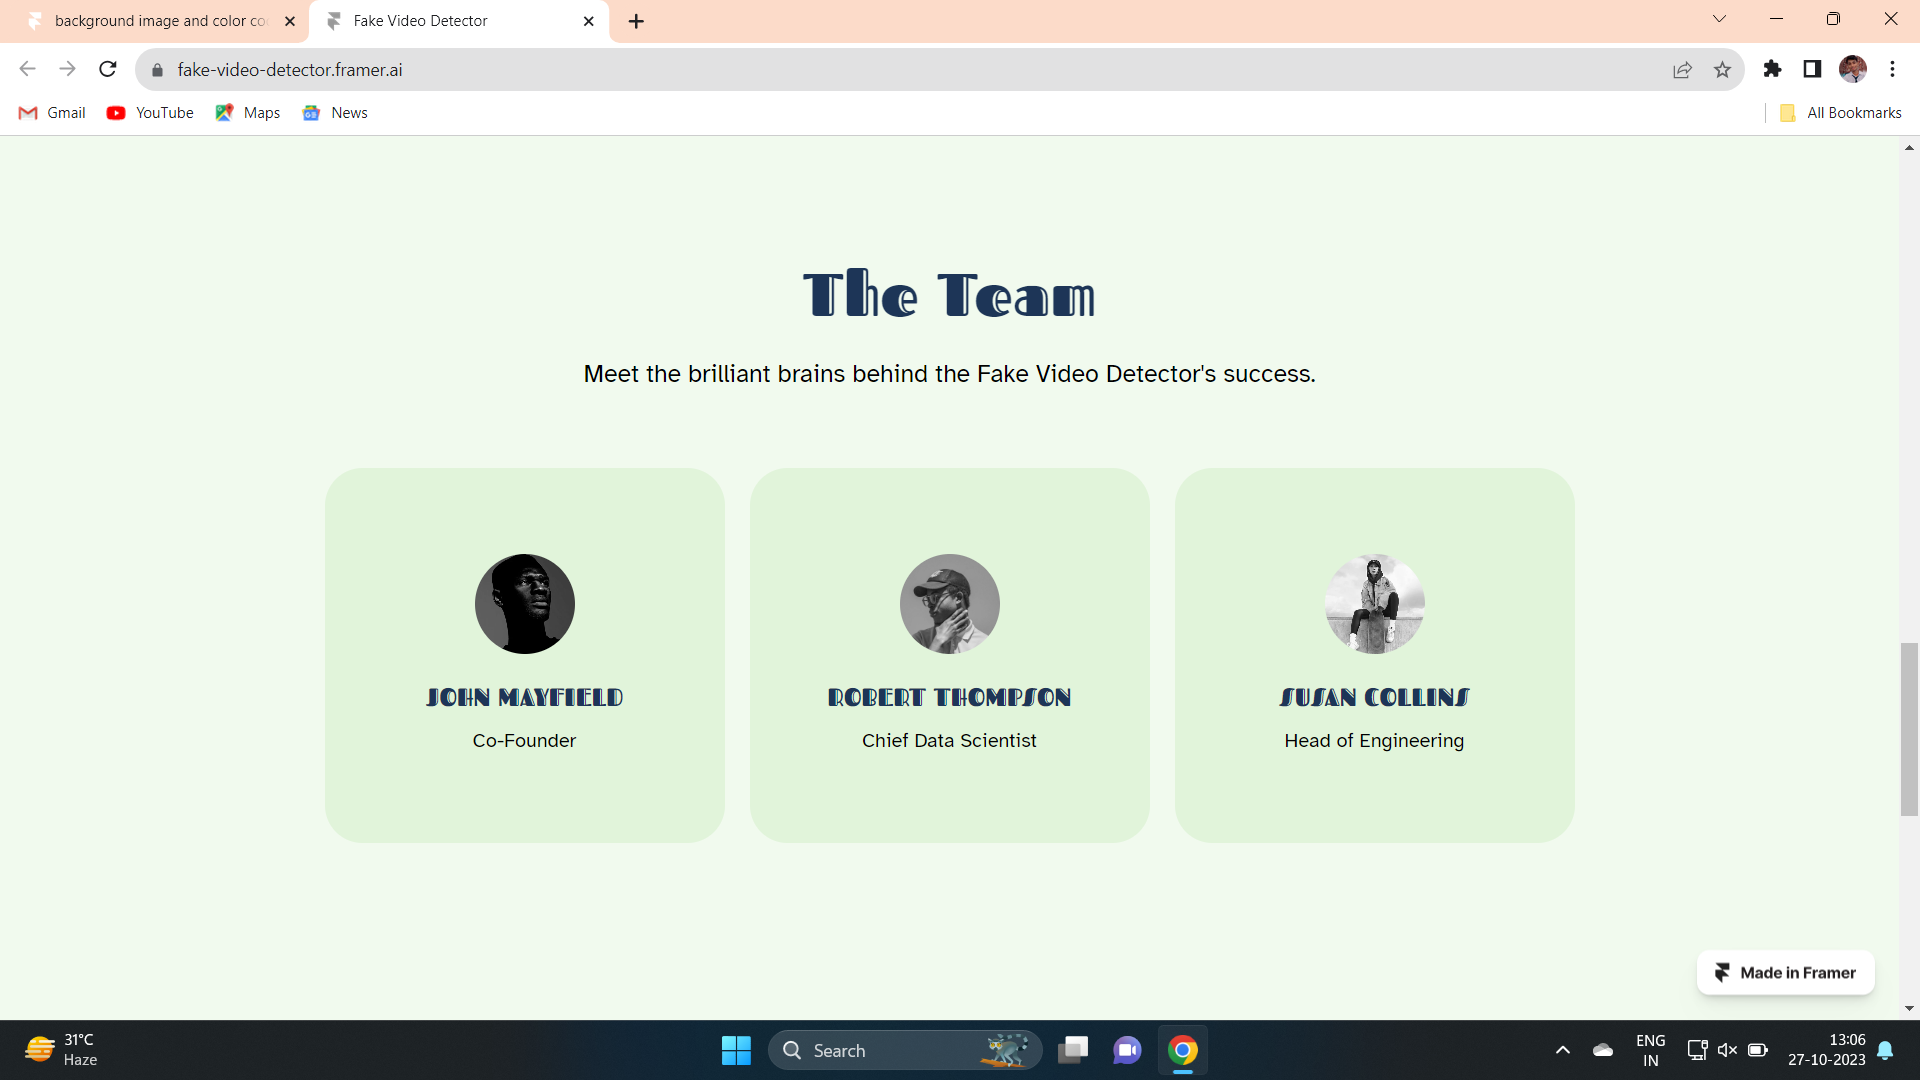 background image and color co
Fake Video Detector
fake-video-detector.framer.ai
Gmail
YouTube
Maps
News
All Bookmarks
The Team
Meet the brilliant brains behind the Fake Video Detector's success.
JOHN MAYFIELD
Co-Founder
ROBERT THOMPSON
Chief Data Scientist
SUSAN COLLINS
Head of Engineering
Made in Framer
31°C
Haze
Search
ENG
IN
13:06
27-10-2023